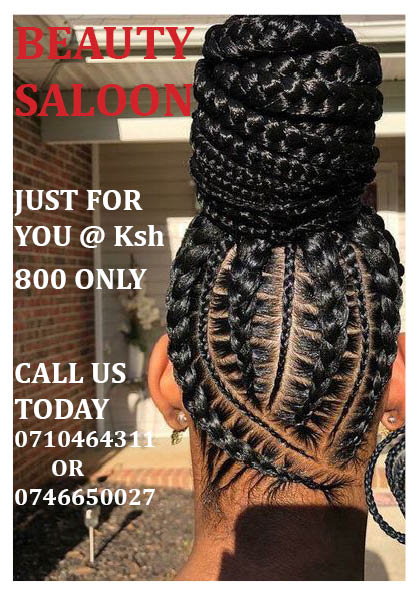 BEAUTY
SALOON
JUST FOR
YOU @ Ksh
800 ONLY
CALL US
TODAY
0710464311
OR
0746650027